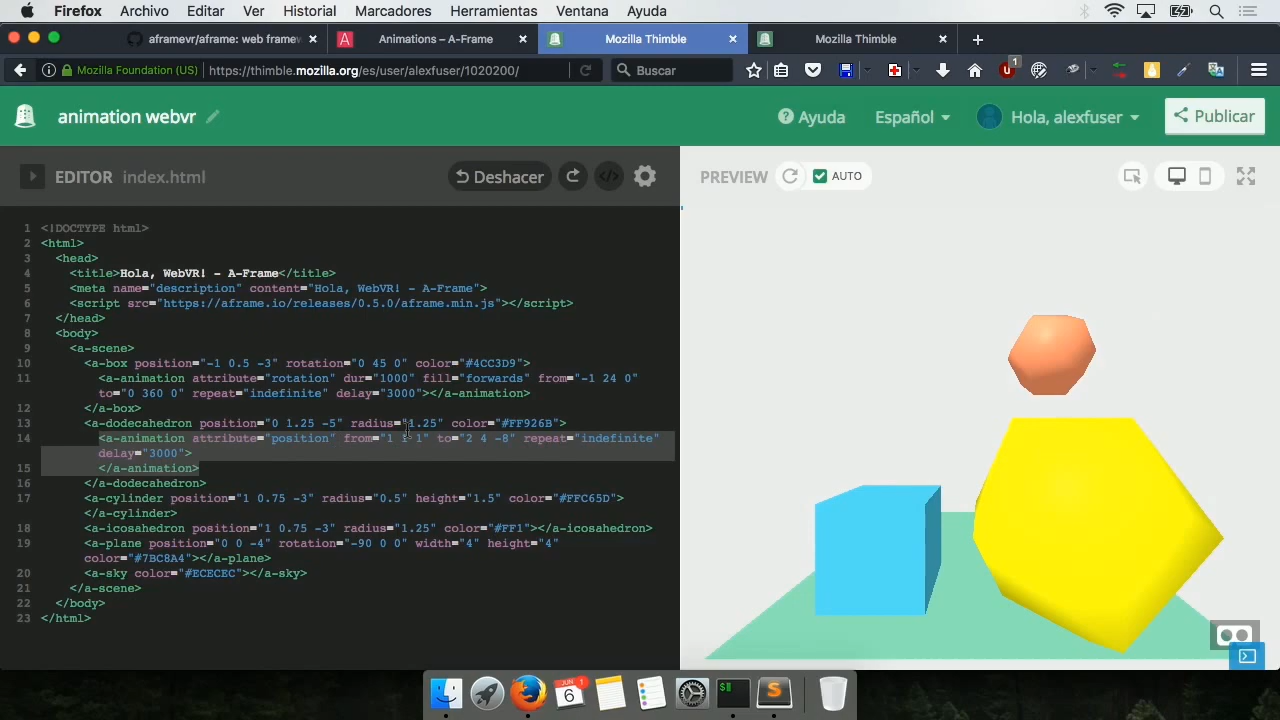 Firefox Archivo Editar Ver Historial Marcadores Herramientas Ventana Ayuda
aframevr/aframe: web framew
Animations – A-Frame
Mozilla Thimble
Mozilla Thimble
Mozilla Foundation (US) https://thimble.mozilla.org/es/user/alexfuser/1020200/ Buscar
1
animation webvr
Ayuda Español Hola, alexfuser Publicar
EDITOR index.html Deshacer
PREVIEW AUTO
1 <!DOCTYPE html>
2 <html>
3 <head>
4 <title>Hola, WebVR! - A-Frame</title>
5 <meta name="description" content="Hola, WebVR! - A-Frame">
6 <script src="https://aframe.io/releases/0.5.0/aframe.min.js"></script>
7 </head>
8 <body>
9 <a-scene>
10 <a-box position="-1 0.5 -3" rotation="0 45 0" color="#4CC3D9">
11 <a-animation attribute="rotation" dur="1000" fill="forwards" from="-1 24 0"
to="0 360 0" repeat="indefinite" delay="3000"></a-animation>
12 </a-box>
13 <a-dodecahedron position="0 1.25 -5" radius="1.25" color="#FF926B">
14 <a-animation attribute="position" from="1 1 1" to="2 4 -8" repeat="indefinite"
delay="3000">
15 </a-animation>
16 </a-dodecahedron>
17 <a-cylinder position="1 0.75 -3" radius="0.5" height="1.5" color="#FFC65D">
</a-cylinder>
18 <a-icosahedron position="1 0.75 -3" radius="1.25" color="#FF1"></a-icosahedron>
19 <a-plane position="0 0 -4" rotation="-90 0 0" width="4" height="4"
color="#7BC8A4"></a-plane>
20 <a-sky color="#ECECEC"></a-sky>
21 </a-scene>
22 </body>
23 </html>
JUN 1
6